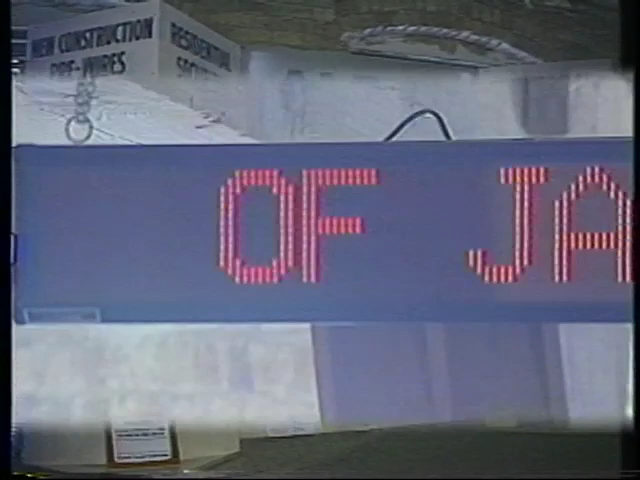 NEW CONSTRUCTION
PRE-WIRES
RESIDENTIAL
OF JA